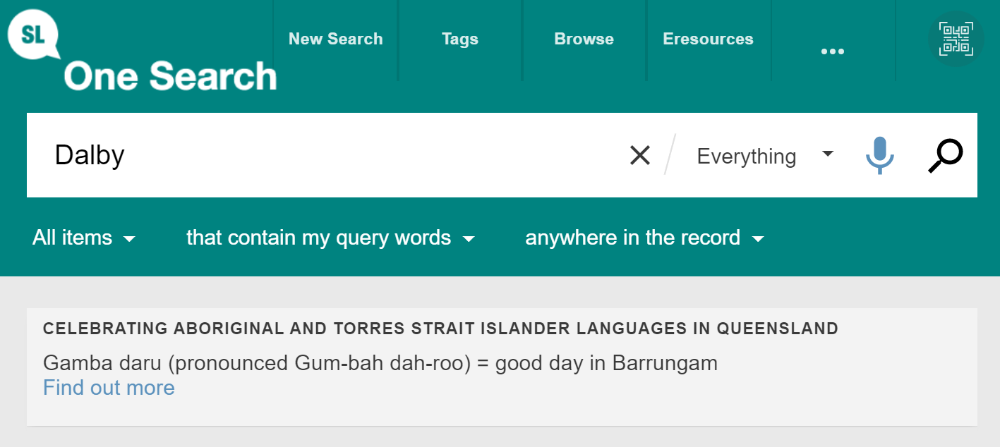 SL
One Search
New Search
Tags
Browse
Eresources
Dalby
Everything
All items
that contain my query words
anywhere in the record
CELEBRATING ABORIGINAL AND TORRES STRAIT ISLANDER LANGUAGES IN QUEENSLAND
Gamba daru (pronounced Gum-bah dah-roo) = good day in Barrungam
Find out more